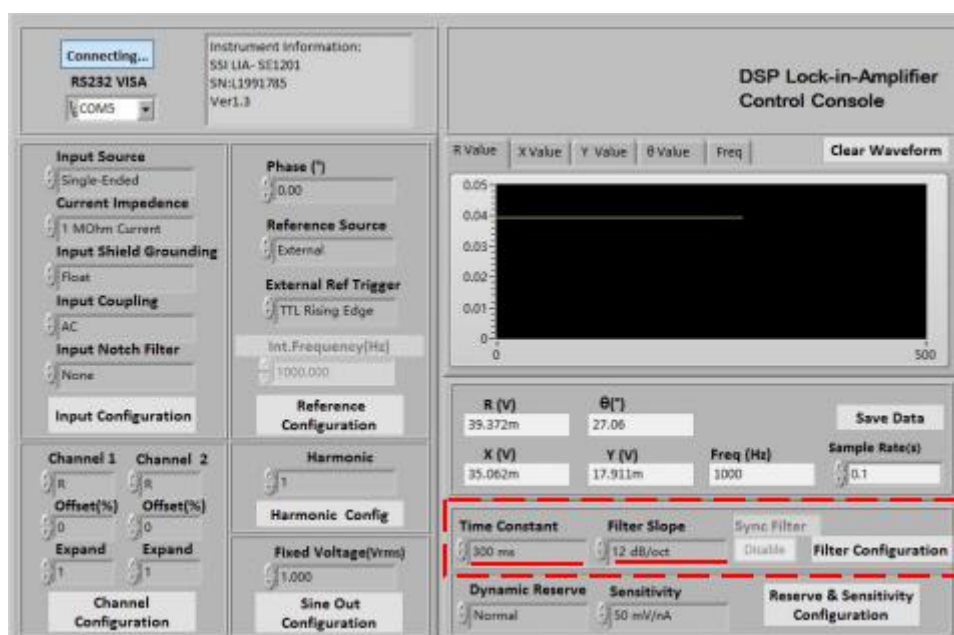 Connecting...
RS232 VISA
COM5
Instrument Information:
SSI LIA- SE1201
SN:L1991785
Ver1.3
DSP Lock-in-Amplifier
Control Console
Input Source
Single-Ended
Current Impedence
1 MOhm Current
Input Shield Grounding
Float
Input Coupling
AC
Input Notch Filter
None
Input Configuration
Phase (°)
0.00
Reference Source
External
External Ref Trigger
TTL Rising Edge
Int.Frequency(Hz)
1000.000
Reference
Configuration
R Value X Value Y Value θ Value Freq
Clear Waveform
0.05
0.04
0.03
0.02
0.01
0
0 500
R (V) θ(°)
39.372m 27.06
Save Data
X (V) Y (V) Freq (Hz) Sample Rate(s)
35.062m 17.911m 1000 0.1
Channel 1 Channel 2
R R
Offset(%) Offset(%)
0 0
Expand Expand
1 1
Channel
Configuration
Harmonic
1
Harmonic Config
Fixed Voltage(Vrms)
1.000
Sine Out
Configuration
Time Constant Filter Slope Sync Filter
300 ms 12 dB/oct Disable Filter Configuration
Dynamic Reserve Sensitivity
Normal 50 mV/nA
Reserve & Sensitivity
Configuration